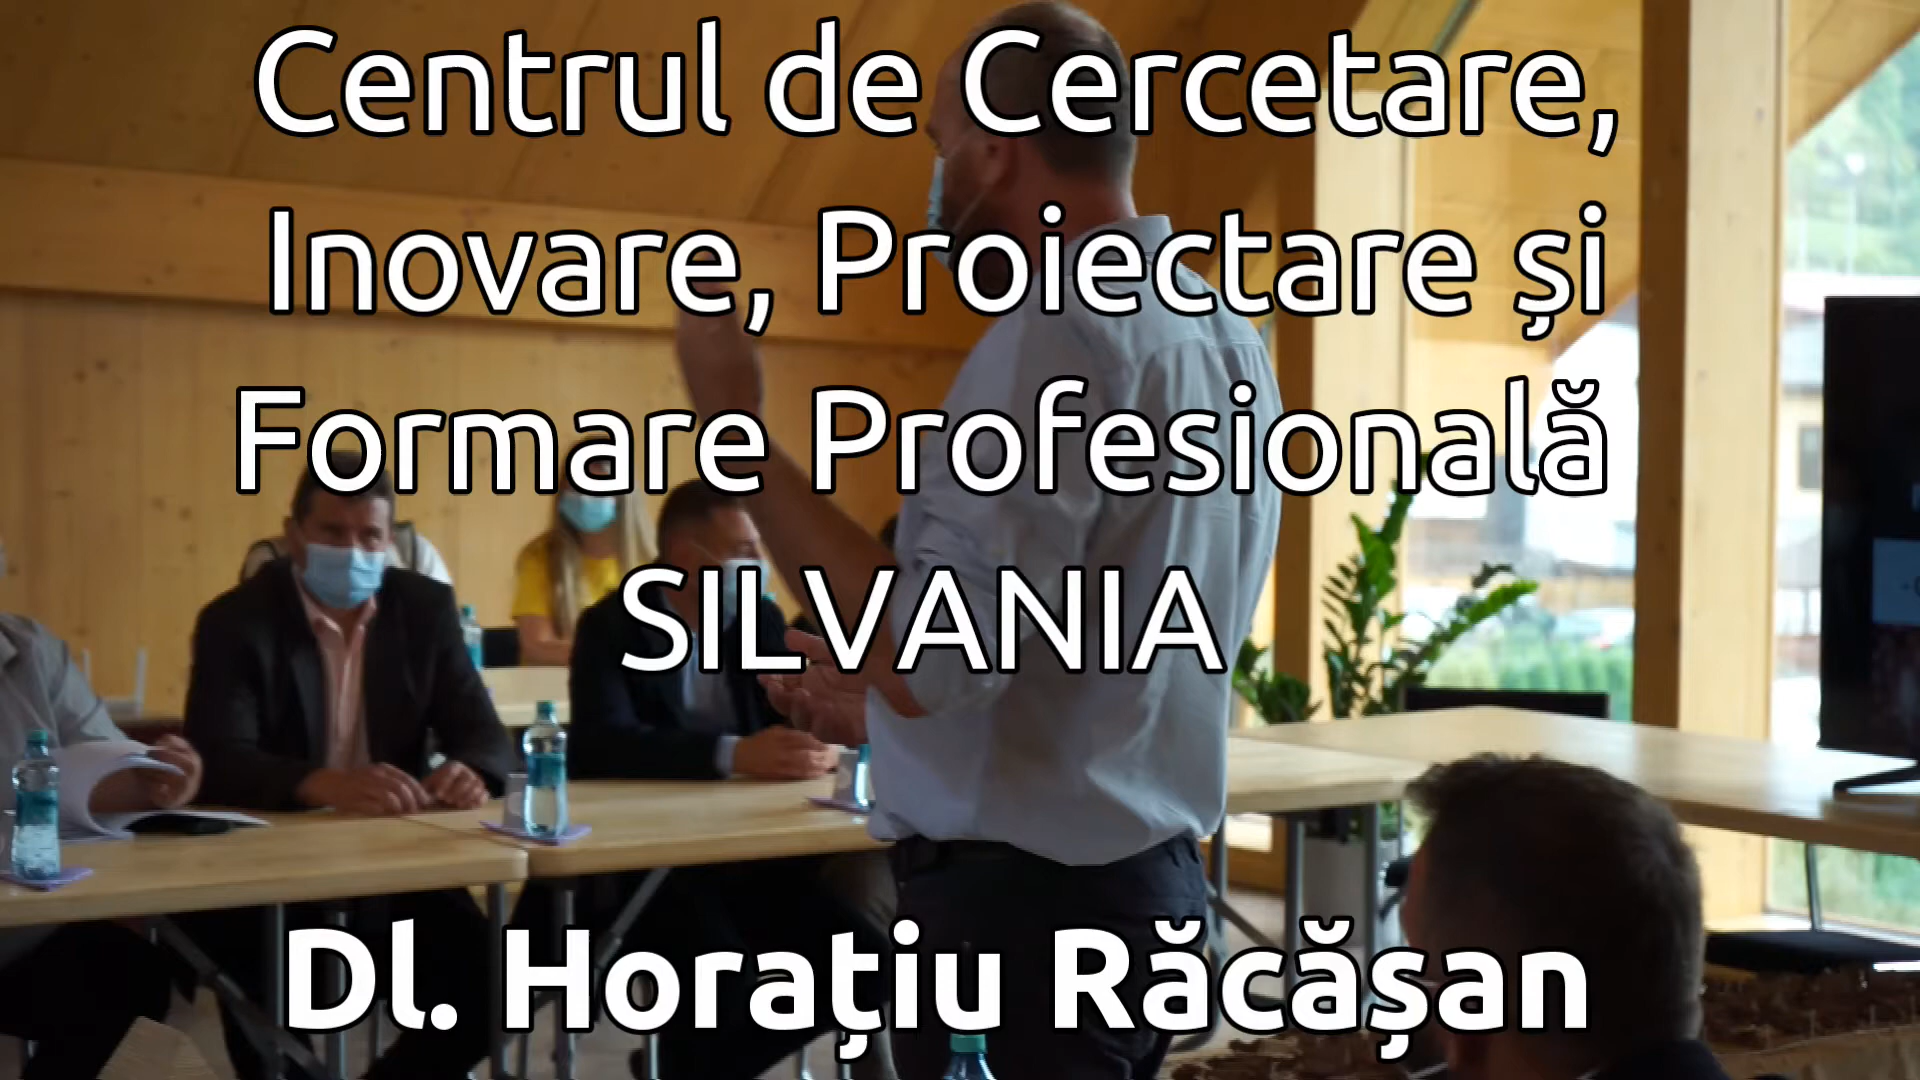 Centrul de Cercetare,
Inovare, Proiectare și
Formare Profesională
SILVANIA
Dl. Horațiu Răcășan